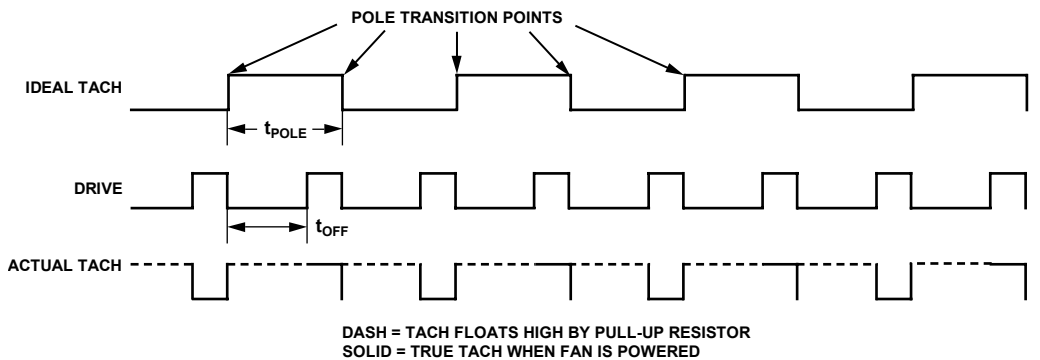 POLE TRANSITION POINTS
IDEAL TACH
tPOLE
DRIVE
tOFF
ACTUAL TACH
DASH = TACH FLOATS HIGH BY PULL-UP RESISTOR
SOLID = TRUE TACH WHEN FAN IS POWERED